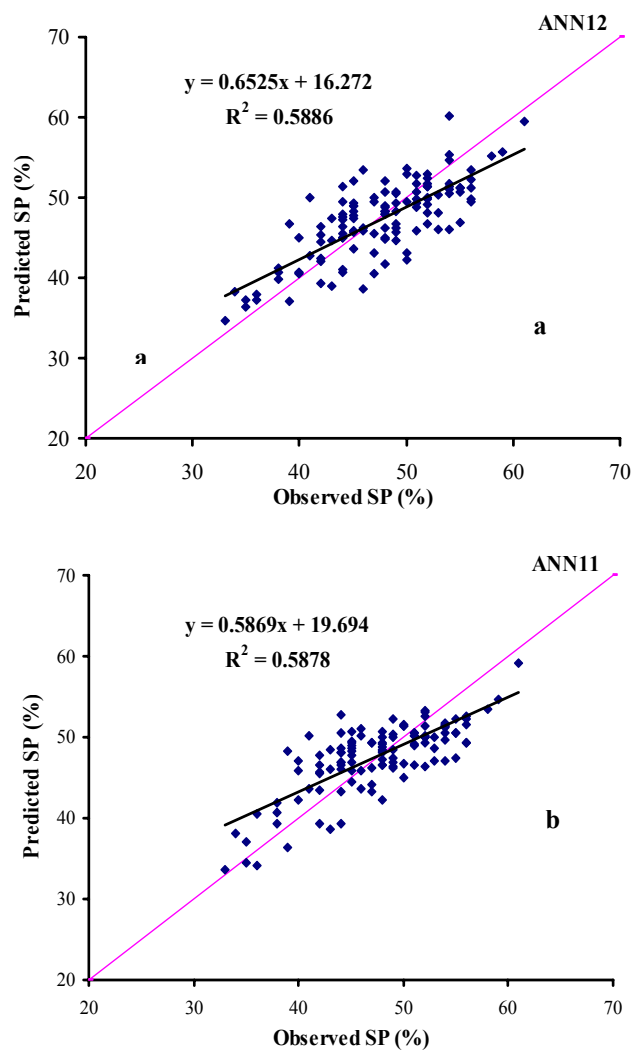 ANN12
70
y = 0.6525x + 16.272
R² = 0.5886
60
50
Predicted SP (%)
40
30
a
a
20
20 30 40 50 60 70
Observed SP (%)
ANN11
70
y = 0.5869x + 19.694
R² = 0.5878
60
50
Predicted SP (%)
40
b
30
20
20 30 40 50 60 70
Observed SP (%)